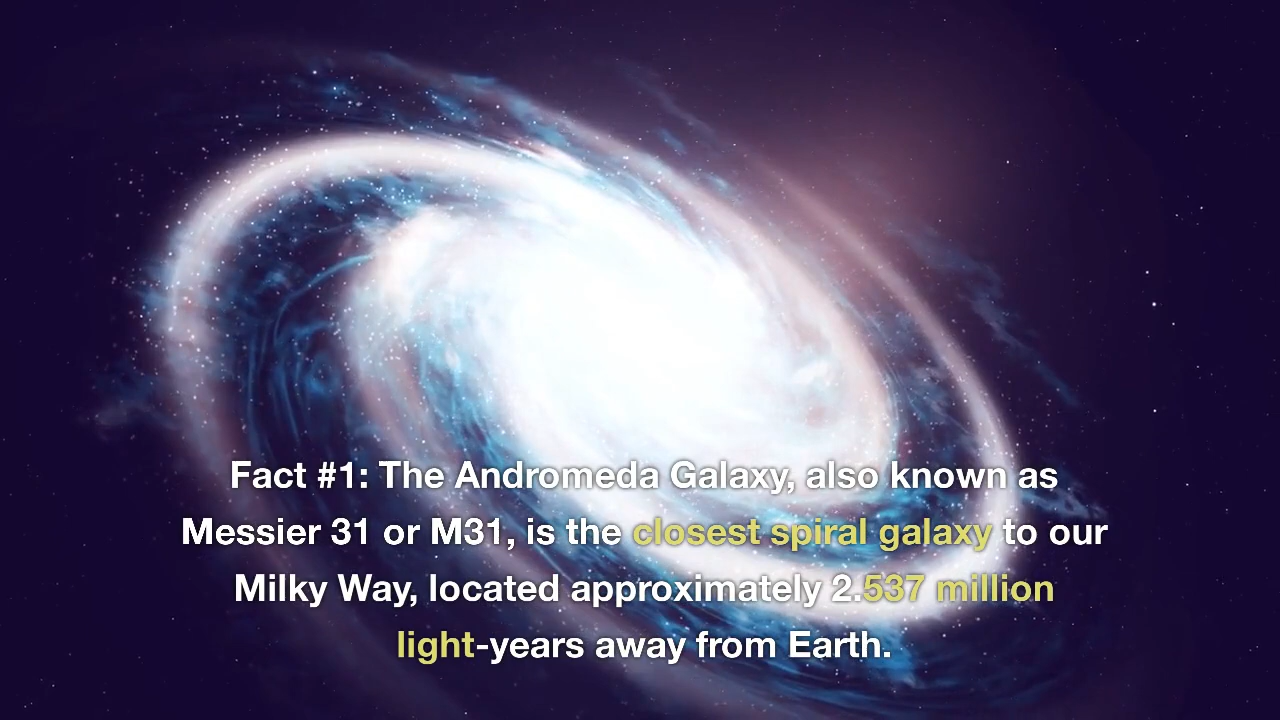 Fact #1: The Andromeda Galaxy, also known as
Messier 31 or M31, is the closest spiral galaxy to our
Milky Way, located approximately 2.537 million
light-years away from Earth.